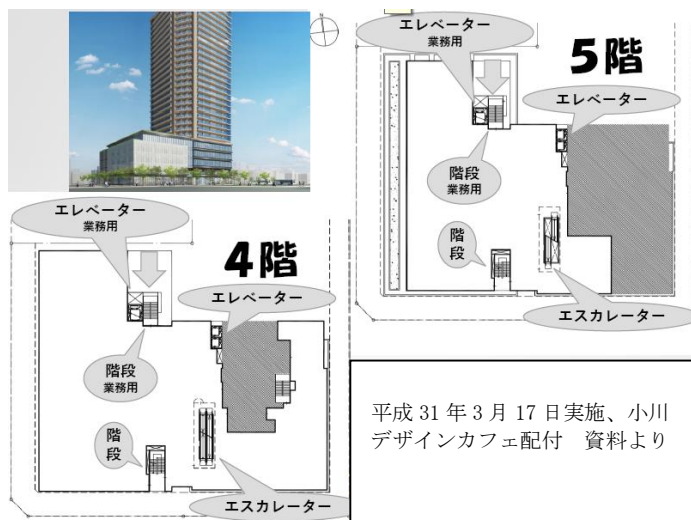 エレベーター
業務用
5階
エレベーター
階段
業務用
階段
エスカレーター
エレベーター
業務用
4階
エレベーター
階段
業務用
階段
エスカレーター
平成 31 年 3 月 17 日実施、小川
デザインカフェ配付　資料より